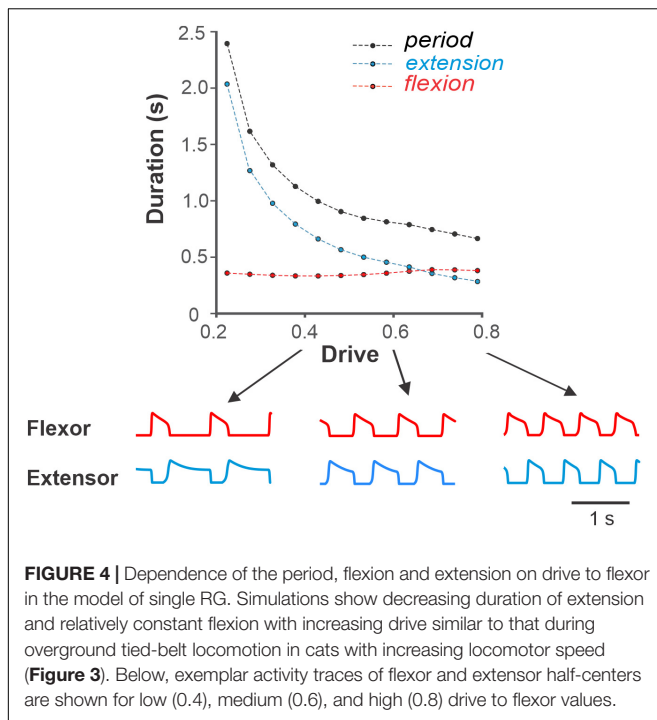 2.5
2.0
1.5
1.0
0.5
0
Duration (s)
period
extension
flexion
0.2
0.4
0.6
0.8
Drive
Flexor
Extensor
1 s
FIGURE 4 | Dependence of the period, flexion and extension on drive to flexor
in the model of single RG. Simulations show decreasing duration of extension
and relatively constant flexion with increasing drive similar to that during
overground tied-belt locomotion in cats with increasing locomotor speed
(Figure 3). Below, exemplar activity traces of flexor and extensor half-centers
are shown for low (0.4), medium (0.6), and high (0.8) drive to flexor values.